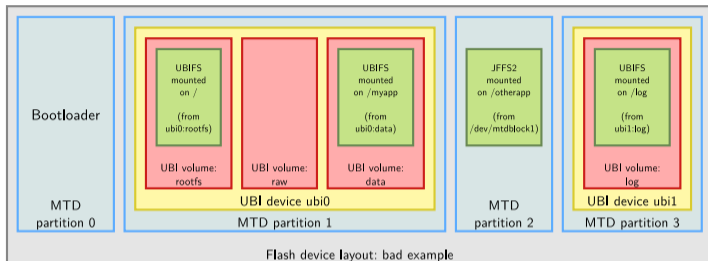 Bootloader
MTD
partition 0
UBIFS
mounted
on /
(from
ubi0:rootfs)
UBI volume:
rootfs
UBI volume:
raw
UBIFS
mounted
on /myapp
(from
ubi0:data)
UBI volume:
data
UBI device ubi0
MTD partition 1
JFFS2
mounted
on /otherapp
(from
/dev/mtdblock1)
MTD
partition 2
UBIFS
mounted
on /log
(from
ubi1:log)
UBI volume:
log
UBI device ubi1
MTD partition 3
Flash device layout: bad example